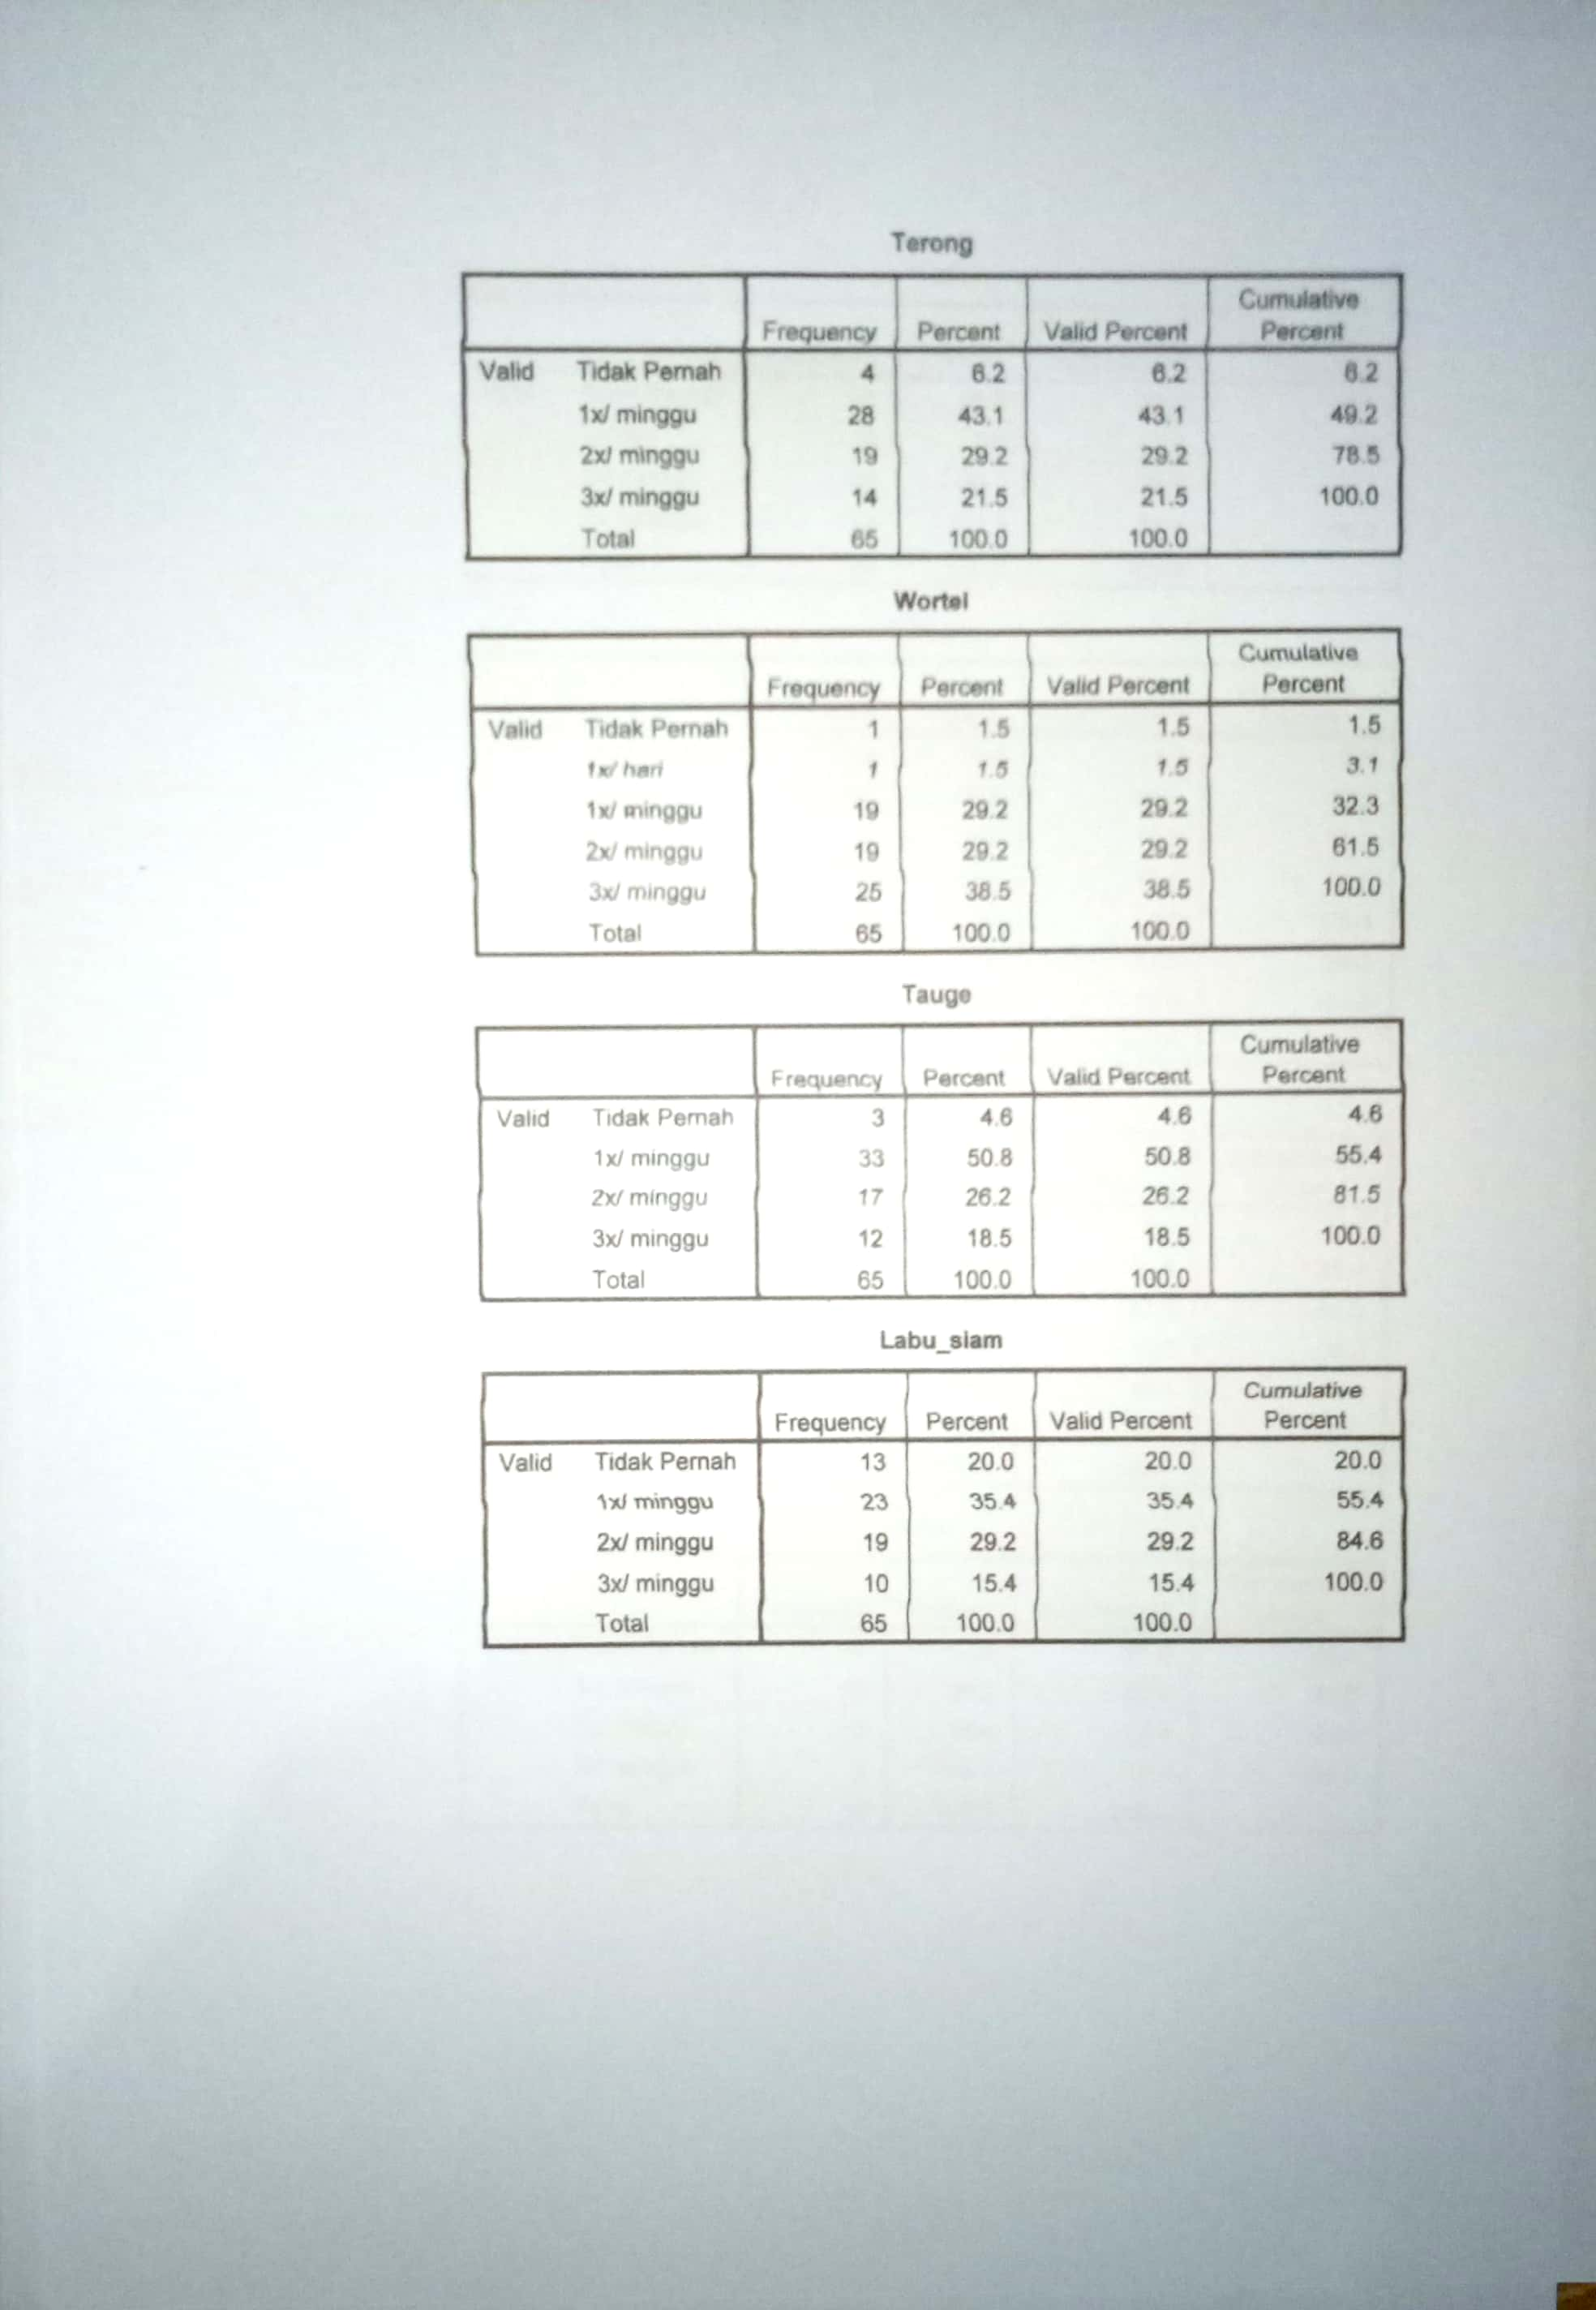 Terong
Frequency Percent Valid Percent Cumulative Percent
Valid Tidak Pernah 4 6.2 6.2 6.2
1x/ minggu 28 43.1 43.1 49.2
2x/ minggu 19 29.2 29.2 78.5
3x/ minggu 14 21.5 21.5 100.0
Total 65 100.0 100.0
Wortel
Frequency Percent Valid Percent Cumulative Percent
Valid Tidak Pernah 1 1.5 1.5 1.5
1x/ hari 1 1.5 1.5 3.1
1x/ minggu 19 29.2 29.2 32.3
2x/ minggu 19 29.2 29.2 61.5
3x/ minggu 25 38.5 38.5 100.0
Total 65 100.0 100.0
Tauge
Frequency Percent Valid Percent Cumulative Percent
Valid Tidak Pernah 3 4.6 4.6 4.6
1x/ minggu 33 50.8 50.8 55.4
2x/ minggu 17 26.2 26.2 81.5
3x/ minggu 12 18.5 18.5 100.0
Total 65 100.0 100.0
Labu_siam
Frequency Percent Valid Percent Cumulative Percent
Valid Tidak Pernah 13 20.0 20.0 20.0
1x/ minggu 23 35.4 35.4 55.4
2x/ minggu 19 29.2 29.2 84.6
3x/ minggu 10 15.4 15.4 100.0
Total 65 100.0 100.0